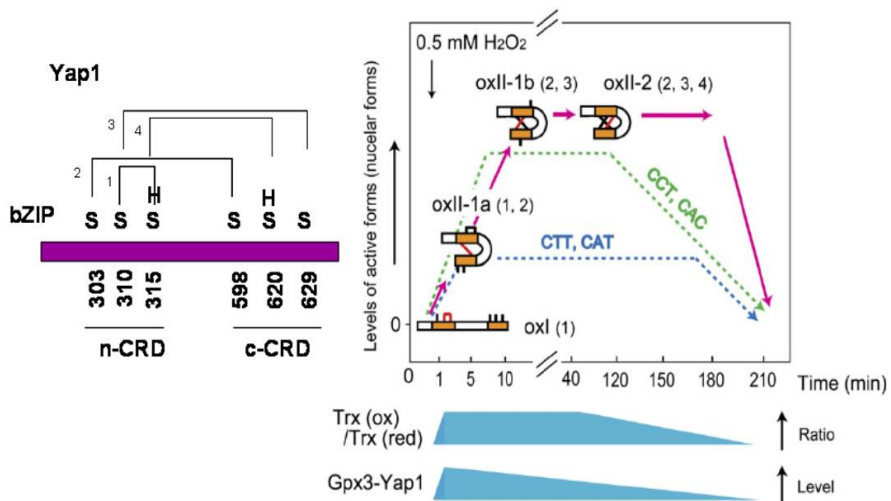 Yap1
3
4
2
1
H
H
bZIP
S S S S S S
303 310 315 598 620 629
n-CRD c-CRD
Levels of active forms (nucelar forms)
0.5 mM H₂O₂
oxII-1b (2, 3) oxII-2 (2, 3, 4)
oxII-1a (1, 2)
CCT, CAC
CTT, CAT
0
oxI (1)
0 1 5 10 40 120 150 180 210 Time (min)
Trx (ox)
/Trx (red)
Ratio
Gpx3-Yap1
Level